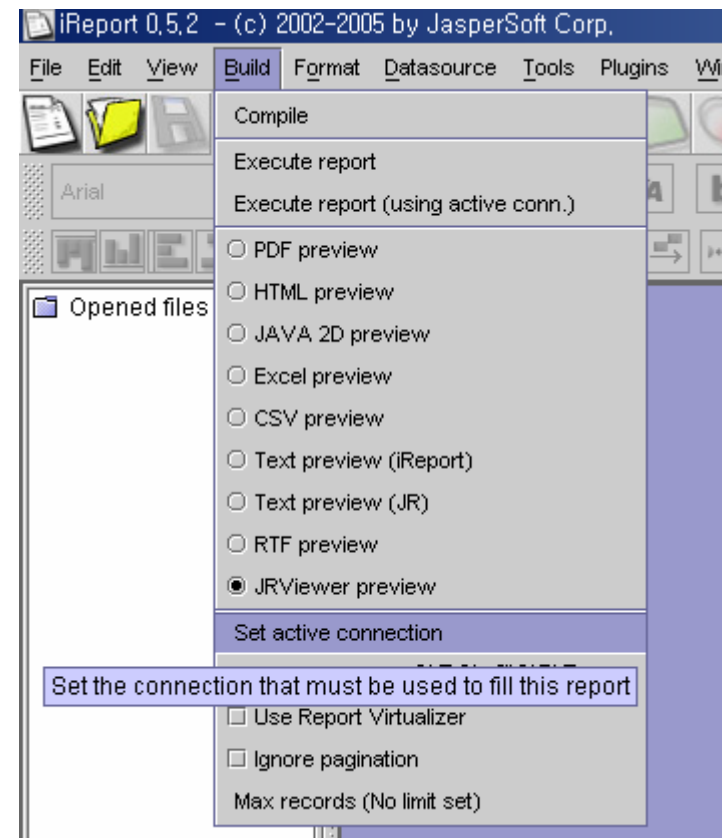 iReport 0,5,2 - (c) 2002-2005 by JasperSoft Corp,
File Edit View Build Format Datasource Tools Plugins
Compile
Execute report
Arial
Execute report (using active conn.)
PDF preview
HTML preview
Opened files
JAVA 2D preview
Excel preview
CSV preview
Text preview (iReport)
Text preview (JR)
RTF preview
JRViewer preview
Set active connection
Set the connection that must be used to fill this report
Use Report Virtualizer
Ignore pagination
Max records (No limit set)